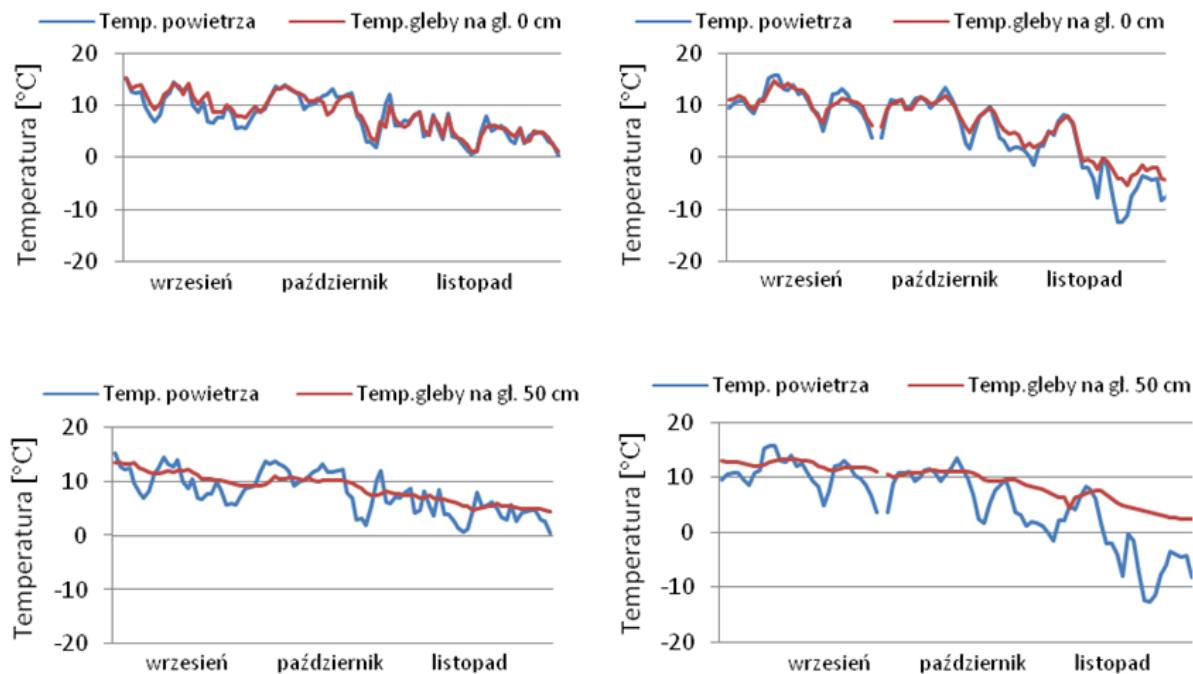 Temp. powietrza Temp.gleby na gł. 0 cm
Temperatura [°C]
20
10
0
-10
-20
wrzesień październik listopad
Temp. powietrza Temp.gleby na gł. 0 cm
Temperatura [°C]
20
10
0
-10
-20
wrzesień październik listopad
Temp. powietrza Temp.gleby na gł. 50 cm
Temperatura [°C]
20
10
0
-10
-20
wrzesień październik listopad
Temp. powietrza Temp.gleby na gł. 50 cm
Temperatura [°C]
20
10
0
-10
-20
wrzesień październik listopad